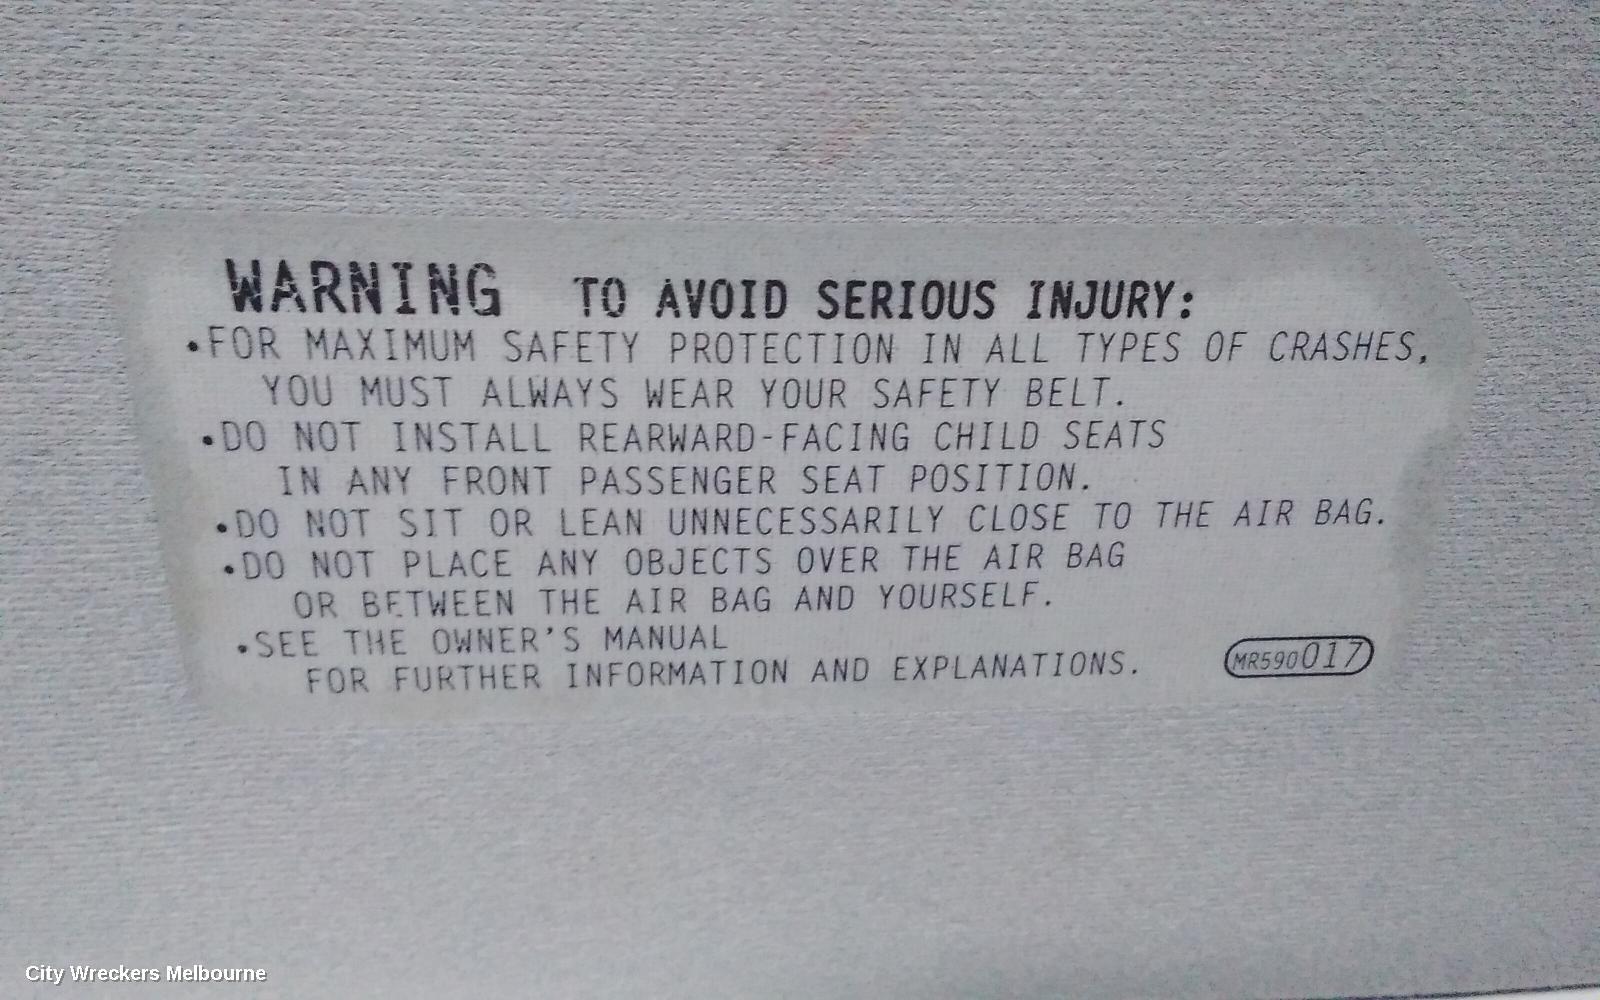 WARNING TO AVOID SERIOUS INJURY:
•FOR MAXIMUM SAFETY PROTECTION IN ALL TYPES OF CRASHES,
YOU MUST ALWAYS WEAR YOUR SAFETY BELT.
•DO NOT INSTALL REARWARD-FACING CHILD SEATS
IN ANY FRONT PASSENGER SEAT POSITION.
•DO NOT SIT OR LEAN UNNECESSARILY CLOSE TO THE AIR BAG.
•DO NOT PLACE ANY OBJECTS OVER THE AIR BAG
OR BETWEEN THE AIR BAG AND YOURSELF.
•SEE THE OWNER'S MANUAL
FOR FURTHER INFORMATION AND EXPLANATIONS.
MR590017
City Wreckers Melbourne